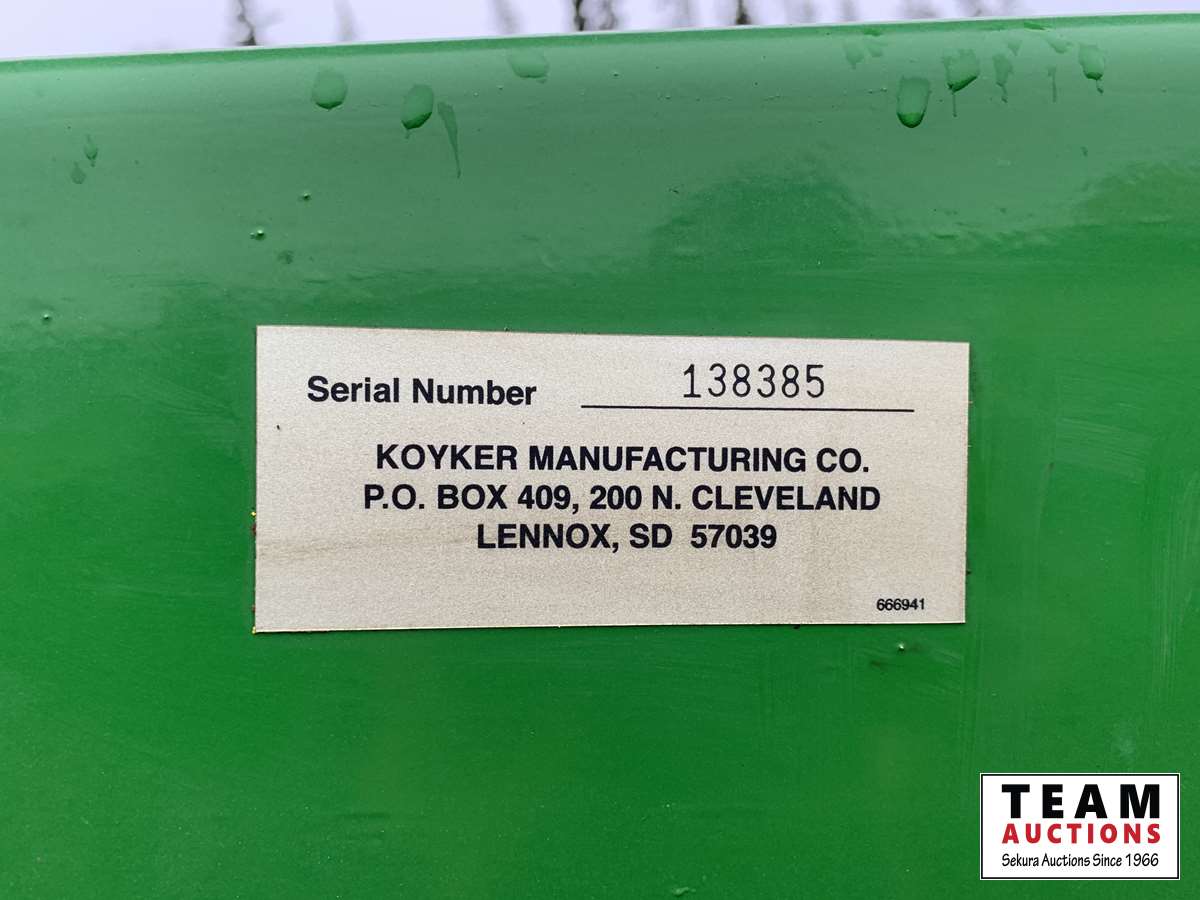 Serial Number 138385
KOYKER MANUFACTURING CO.
P.O. BOX 409, 200 N. CLEVELAND
LENNOX, SD 57039
666941
TEAM
AUCTIONS
Sekura Auctions Since 1966